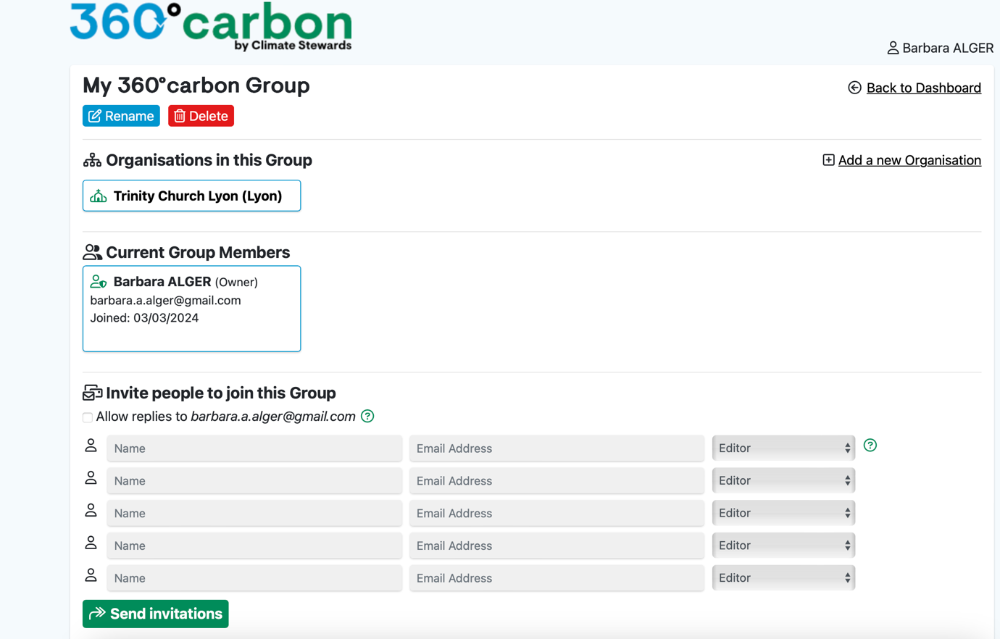 360°carbon
by Climate Stewards
Barbara ALGER
My 360°carbon Group
Back to Dashboard
Rename Delete
Organisations in this Group
Add a new Organisation
Trinity Church Lyon (Lyon)
Current Group Members
Barbara ALGER (Owner)
barbara.a.alger@gmail.com
Joined: 03/03/2024
Invite people to join this Group
Allow replies to barbara.a.alger@gmail.com ?
Name Email Address Editor ?
Name Email Address Editor
Name Email Address Editor
Name Email Address Editor
Name Email Address Editor
Send invitations